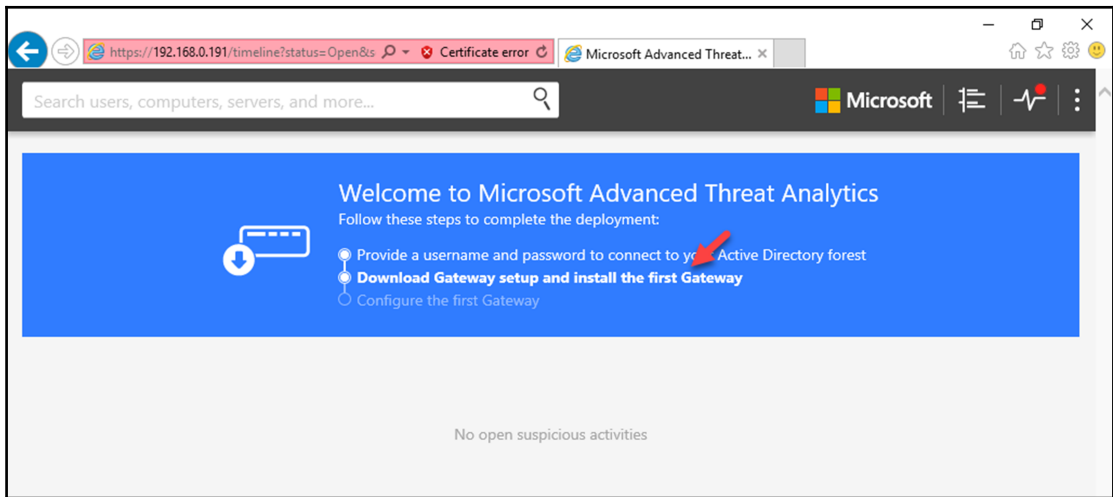 https://192.168.0.191/timeline?status=Open&s
Certificate error
Microsoft Advanced Threat...
Search users, computers, servers, and more...
Microsoft
Welcome to Microsoft Advanced Threat Analytics
Follow these steps to complete the deployment:
Provide a username and password to connect to your Active Directory forest
Download Gateway setup and install the first Gateway
Configure the first Gateway
No open suspicious activities